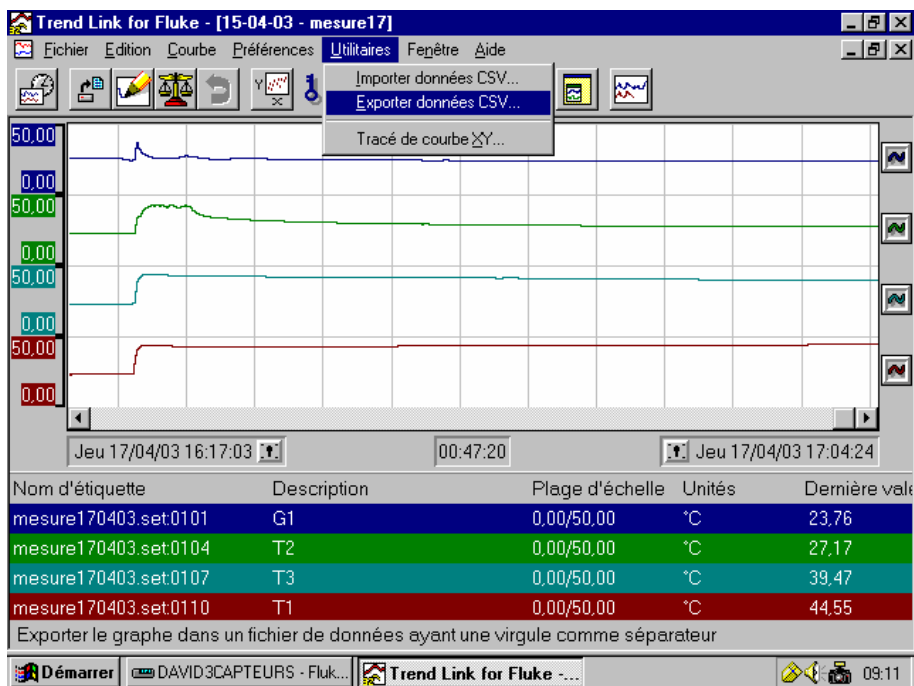 Trend Link for Fluke - [15-04-03 - mesure17]
Fichier Edition Courbe Préférences Utilitaires Fenêtre Aide
Importer données CSV...
Exporter données CSV...
Tracé de courbe XY...
Y
X
50,00
0,00
50,00
0,00
50,00
0,00
50,00
0,00
Jeu 17/04/03 16:17:03 00:47:20 Jeu 17/04/03 17:04:24
Nom d'étiquette Description Plage d'échelle Unités Dernière vale
mesure170403.set:0101 G1 0,00/50,00 °C 23,76
mesure170403.set:0104 T2 0,00/50,00 °C 27,17
mesure170403.set:0107 T3 0,00/50,00 °C 39,47
mesure170403.set:0110 T1 0,00/50,00 °C 44,55
Exporter le graphe dans un fichier de données ayant une virgule comme séparateur
Démarrer DAVID3CAPTEURS - Fluk... Trend Link for Fluke -... 09:11